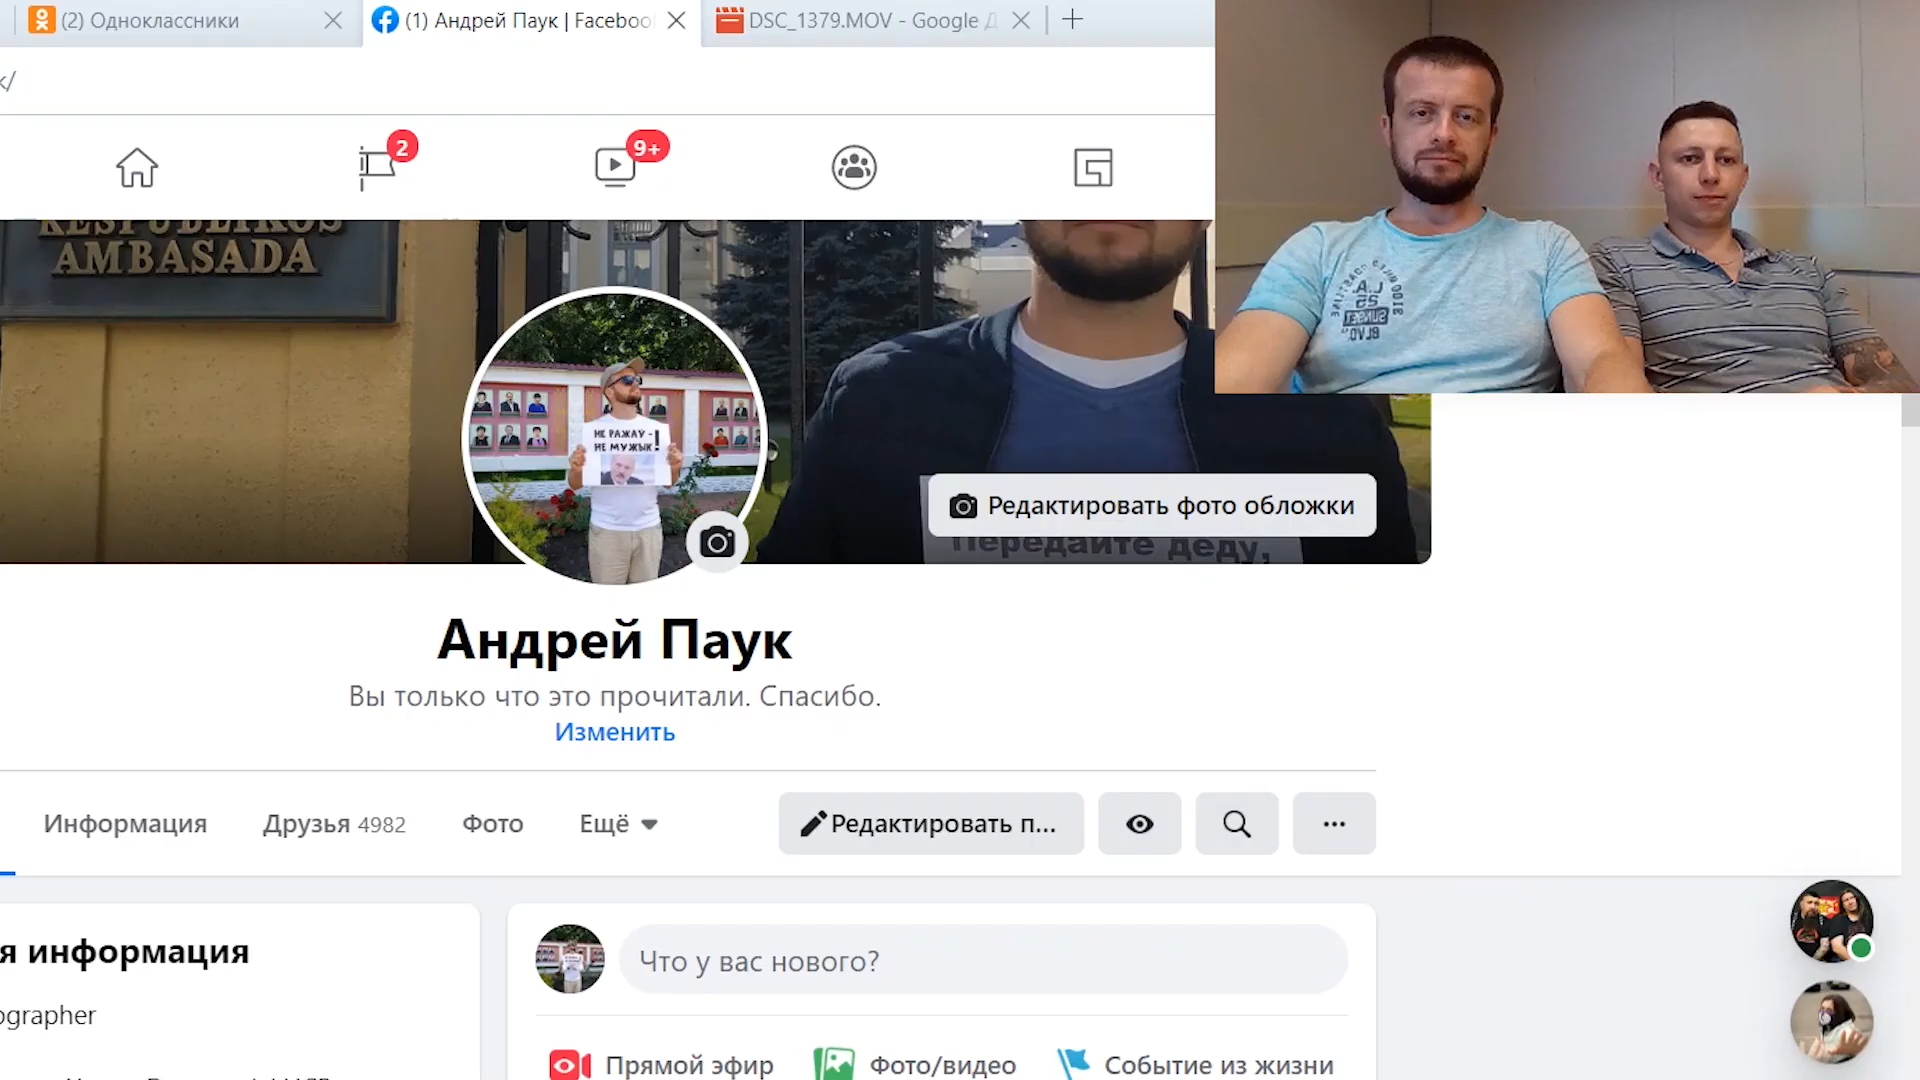 (2) Одноклассники
(1) Андрей Паук | Faceboo
DSC_1379.MOV - Google Д
к/
2
9+
RESPUBLIKOS
AMBASADA
НЕ РАЖАЎ -
НЕ МУЖЫК!
Редактировать фото обложки
Передайте деду,
Андрей Паук
Вы только что это прочитали. Спасибо.
Изменить
Информация
Друзья 4982
Фото
Ещё
Редактировать п...
я информация
Что у вас нового?
ographer
Прямой эфир
Фото/видео
Событие из жизни